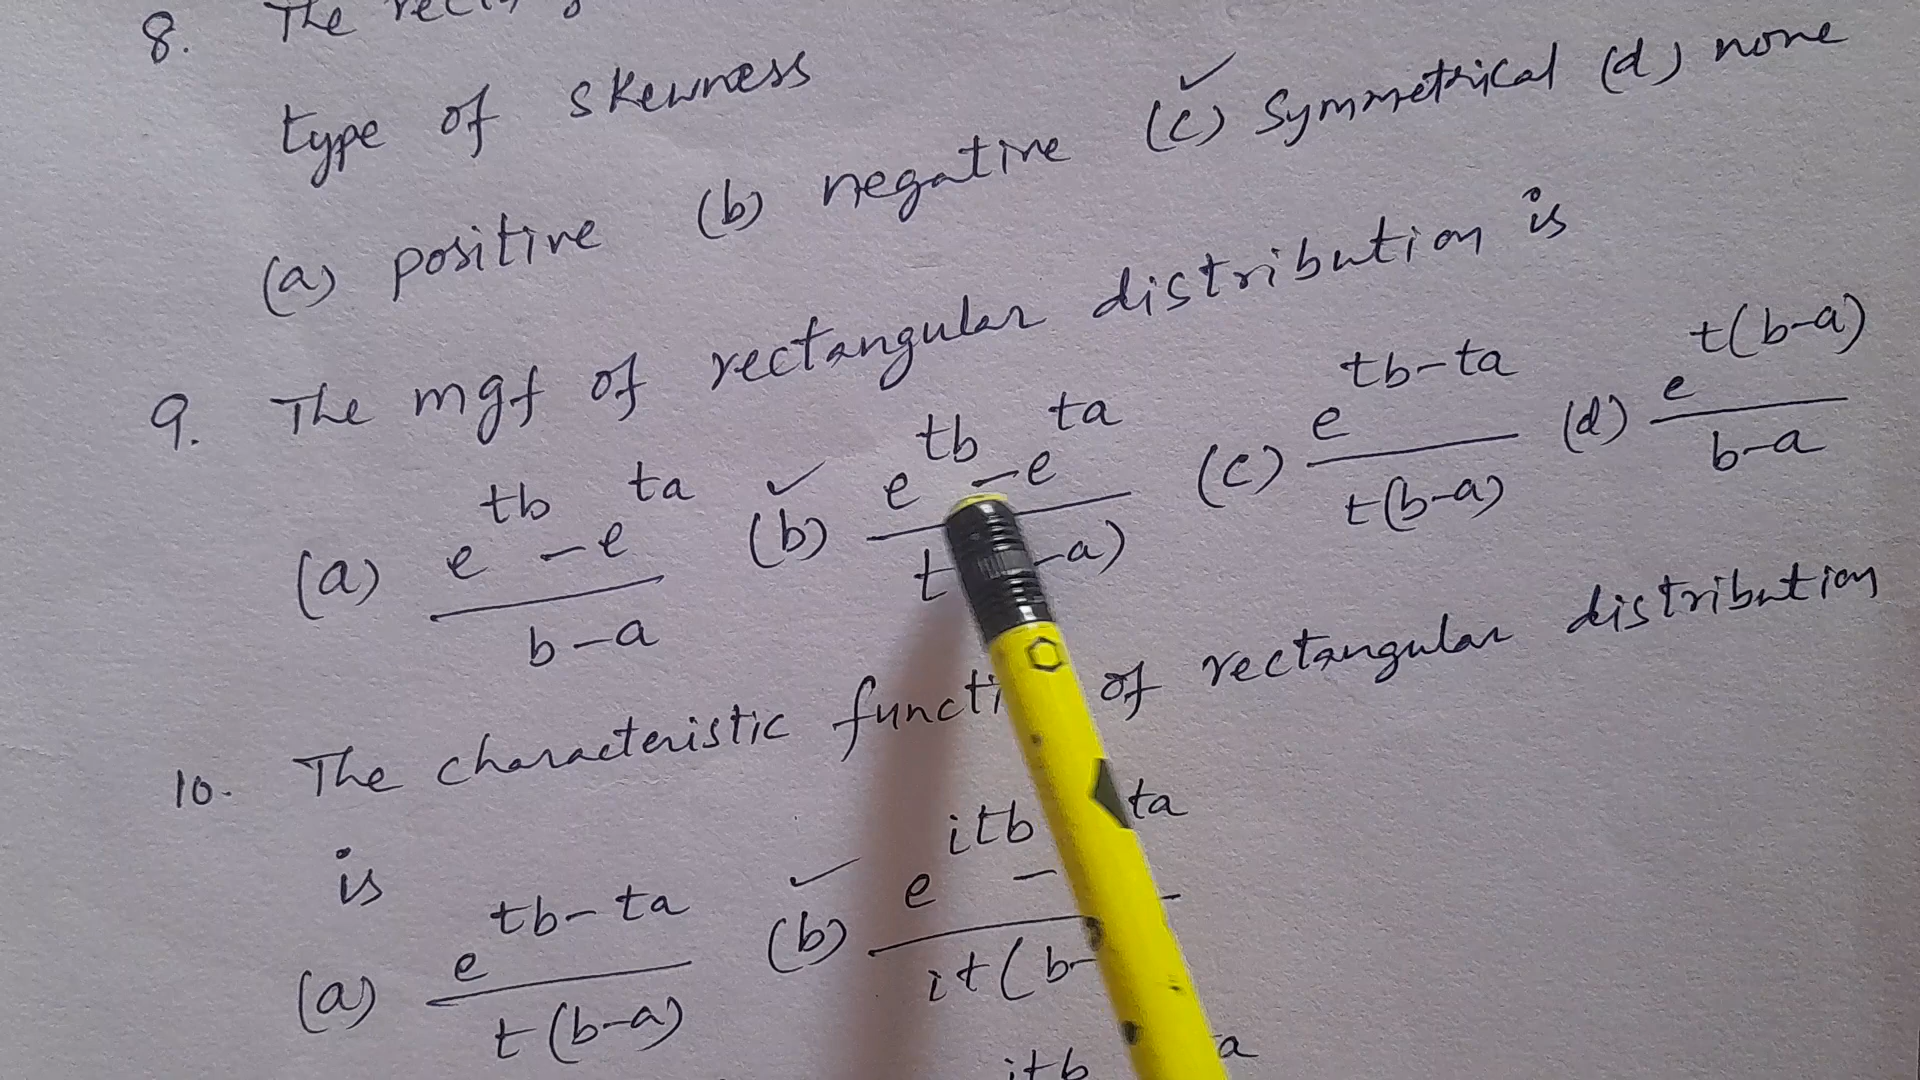 8. The
type of skewness
(a) positive (b) negative (c) ✓ Symmetrical (d) none
9. The mgf of rectangular distribution is
(a) e^tb - e^ta / b-a (b) ✓ e^tb - e^ta / t -a) (c) e^tb-ta / t(b-a) (d) e^t(b-a) / b-a
10. The characteristic of rectangular distribution
is
(a) e^tb-ta / t(b-a) (b) ✓ e^itb - ta / it(b-
itb a